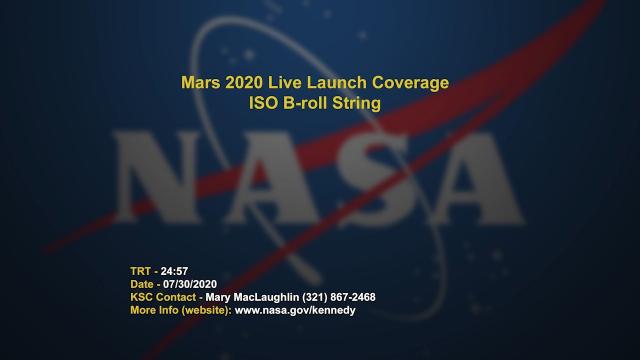 Mars 2020 Live Launch Coverage
ISO B-roll String
NASA
TRT - 24:57
Date - 07/30/2020
KSC Contact - Mary MacLaughlin (321) 867-2468
More Info (website): www.nasa.gov/kennedy